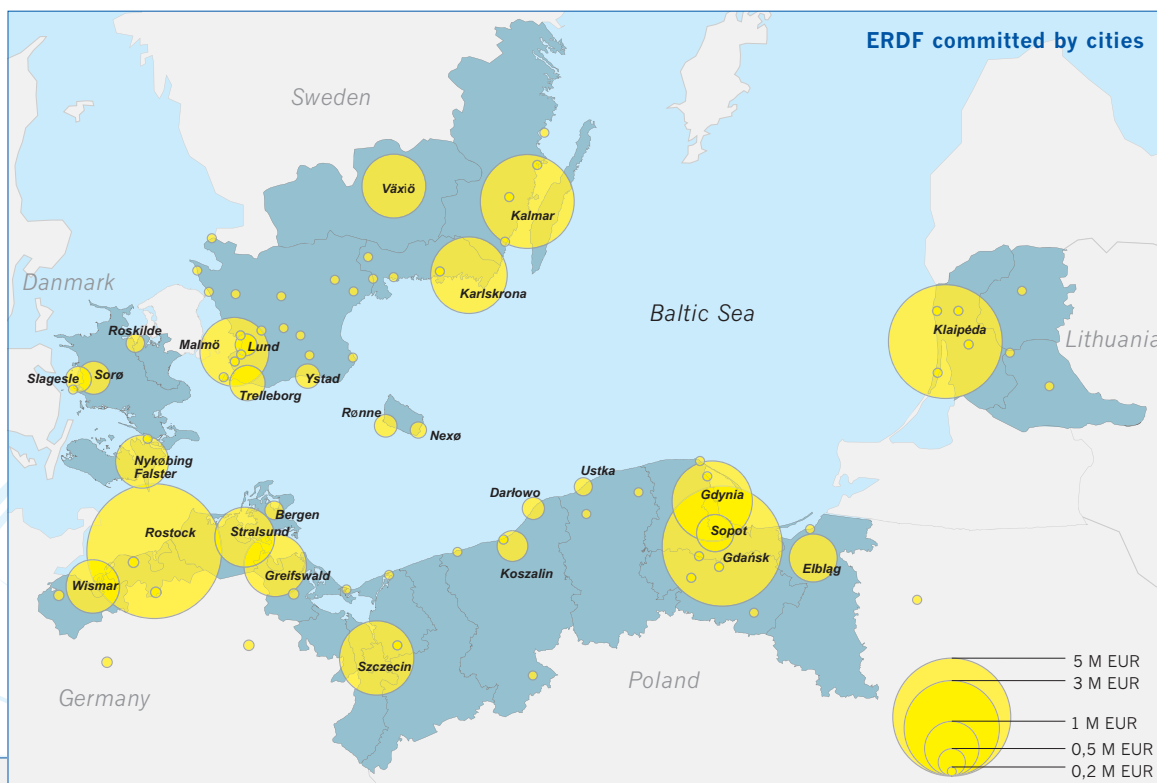 ERDF committed by cities
Sweden
Växiö
Kalmar
Karlskrona
Danmark
Baltic Sea
Roskilde
Malmö
Lund
Klaipėda
Lithuania
Slagesle
Sorø
Trelleborg
Ystad
Rønne
Nexø
Nykøbing
Falster
Ustka
Darłowo
Gdynia
Bergen
Rostock
Stralsund
Sopot
Gdańsk
Koszalin
Elbląg
Greifswald
Wismar
Szczecin
Germany
Poland
5 M EUR
3 M EUR
1 M EUR
0,5 M EUR
0,2 M EUR